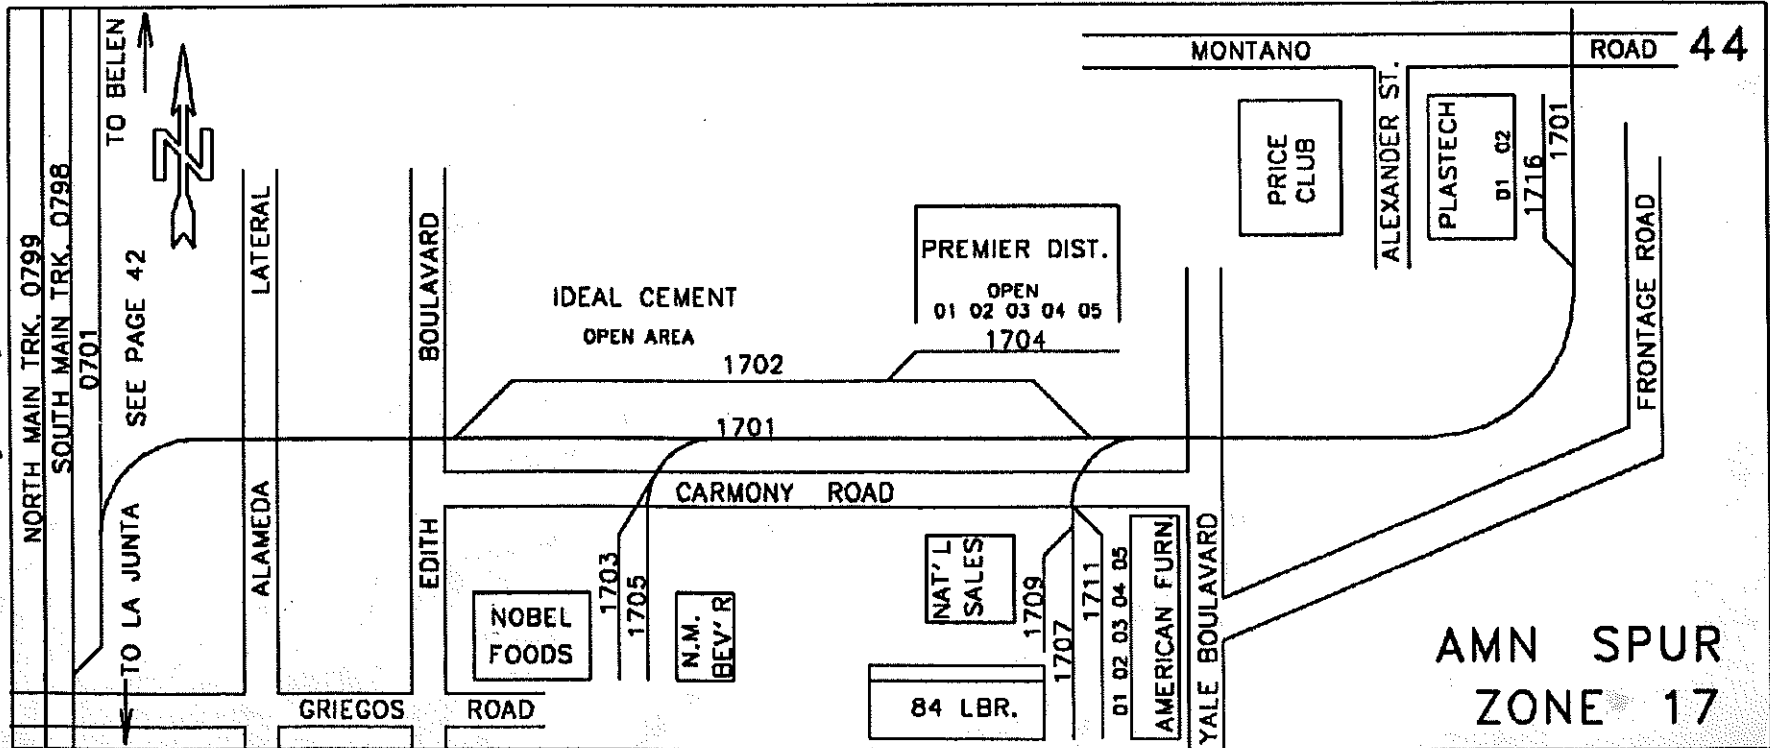 NORTH MAIN TRK. 0799
SOUTH MAIN TRK. 0798
0701
TO BELEN
N
SEE PAGE 42
TO LA JUNTA
ALAMEDA LATERAL
EDITH BOULAVARD
GRIEGOS ROAD
IDEAL CEMENT
OPEN AREA
1702
1701
PREMIER DIST.
OPEN
01 02 03 04 05
1704
CARMONY ROAD
NOBEL
FOODS
1703
1705
N.M.
BEV'R
NAT'L
SALES
1709
1707
1711
84 LBR.
01 02 03 04 05
AMERICAN FURN.
YALE BOULAVARD
MONTANO ROAD
44
PRICE
CLUB
ALEXANDER ST.
PLASTECH
01 02
1716
1701
FRONTAGE ROAD
AMN SPUR
ZONE 17